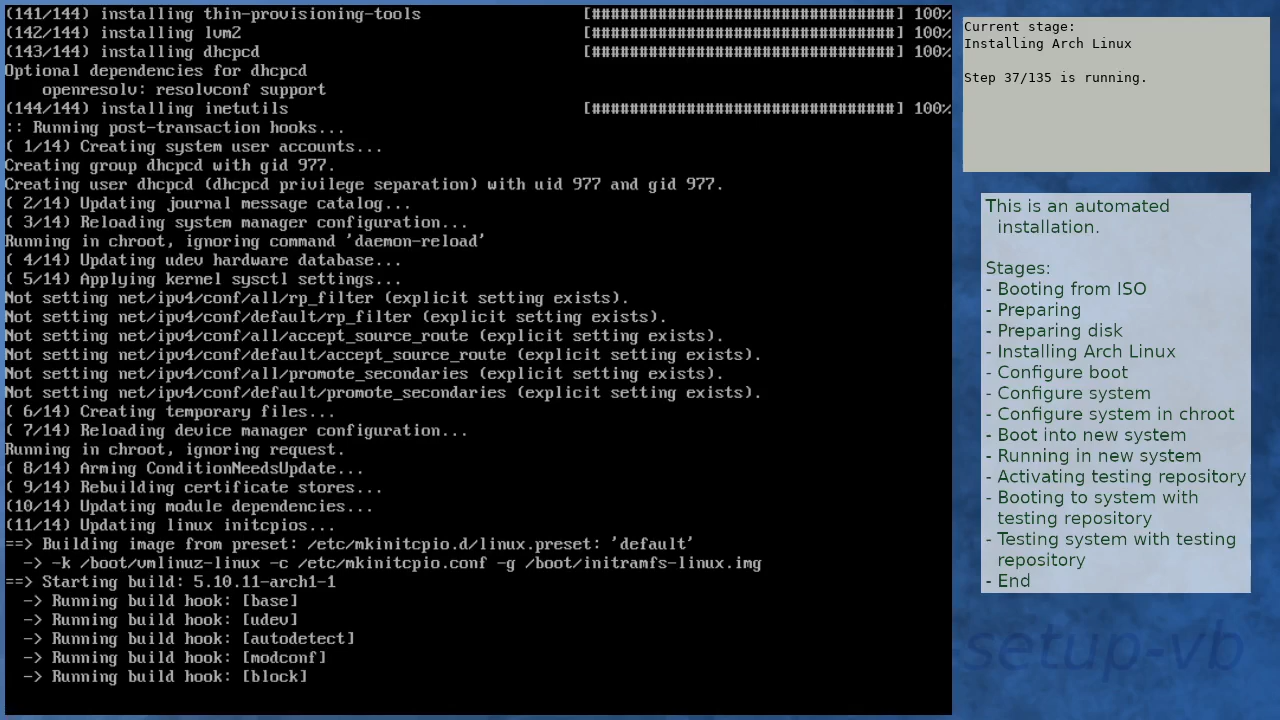 (141/144) installing thin-provisioning-tools [################################] 100%
(142/144) installing lvm2 [################################] 100%
(143/144) installing dhcpcd [################################] 100%
Optional dependencies for dhcpcd
    openresolv: resolvconf support
(144/144) installing inetutils [################################] 100%
:: Running post-transaction hooks...
( 1/14) Creating system user accounts...
Creating group dhcpcd with gid 977.
Creating user dhcpcd (dhcpcd privilege separation) with uid 977 and gid 977.
( 2/14) Updating journal message catalog...
( 3/14) Reloading system manager configuration...
Running in chroot, ignoring command 'daemon-reload'
( 4/14) Updating udev hardware database...
( 5/14) Applying kernel sysctl settings...
Not setting net/ipv4/conf/all/rp_filter (explicit setting exists).
Not setting net/ipv4/conf/default/rp_filter (explicit setting exists).
Not setting net/ipv4/conf/all/accept_source_route (explicit setting exists).
Not setting net/ipv4/conf/default/accept_source_route (explicit setting exists).
Not setting net/ipv4/conf/all/promote_secondaries (explicit setting exists).
Not setting net/ipv4/conf/default/promote_secondaries (explicit setting exists).
( 6/14) Creating temporary files...
( 7/14) Reloading device manager configuration...
Running in chroot, ignoring request.
( 8/14) Arming ConditionNeedsUpdate...
( 9/14) Rebuilding certificate stores...
(10/14) Updating module dependencies...
(11/14) Updating linux initcpios...
==> Building image from preset: /etc/mkinitcpio.d/linux.preset: 'default'
  -> -k /boot/vmlinuz-linux -c /etc/mkinitcpio.conf -g /boot/initramfs-linux.img
==> Starting build: 5.10.11-arch1-1
  -> Running build hook: [base]
  -> Running build hook: [udev]
  -> Running build hook: [autodetect]
  -> Running build hook: [modconf]
  -> Running build hook: [block]
Current stage:
Installing Arch Linux
Step 37/135 is running.
This is an automated
installation.
Stages:
- Booting from ISO
- Preparing
- Preparing disk
- Installing Arch Linux
- Configure boot
- Configure system
- Configure system in chroot
- Boot into new system
- Running in new system
- Activating testing repository
- Booting to system with
testing repository
- Testing system with testing
repository
- End
setup-vb